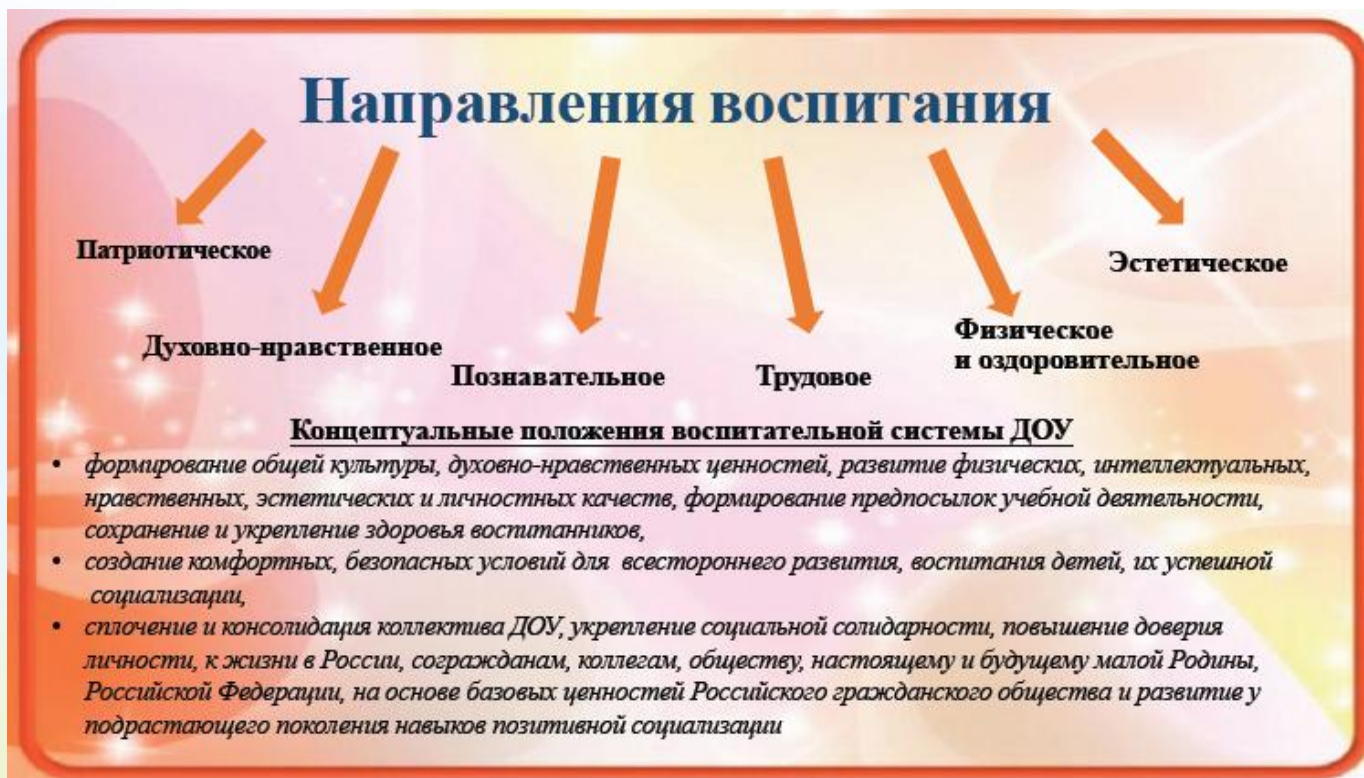 Направления воспитания
Патриотическое
Эстетическое
Духовно-нравственное
Физическое
и оздоровительное
Познавательное
Трудовое
Концептуальные положения воспитательной системы ДОУ
• формирование общей культуры, духовно-нравственных ценностей, развитие физических, интеллектуальных,
нравственных, эстетических и личностных качеств, формирование предпосылок учебной деятельности,
сохранение и укрепление здоровья воспитанников,
• создание комфортных, безопасных условий для всестороннего развития, воспитания детей, их успешной
социализации,
• сплочение и консолидация коллектива ДОУ, укрепление социальной солидарности, повышение доверия
личности, к жизни в России, согражданам, коллегам, обществу, настоящему и будущему малой Родины,
Российской Федерации, на основе базовых ценностей Российского гражданского общества и развитие у
подрастающего поколения навыков позитивной социализации